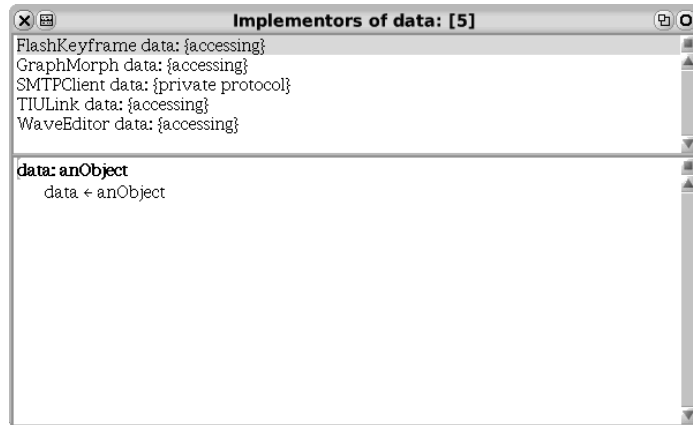 Implementors of data: [5]
FlashKeyframe data: {accessing}
GraphMorph data: {accessing}
SMTPClient data: {private protocol}
TIULink data: {accessing}
WaveEditor data: {accessing}
data: anObject
data ← anObject